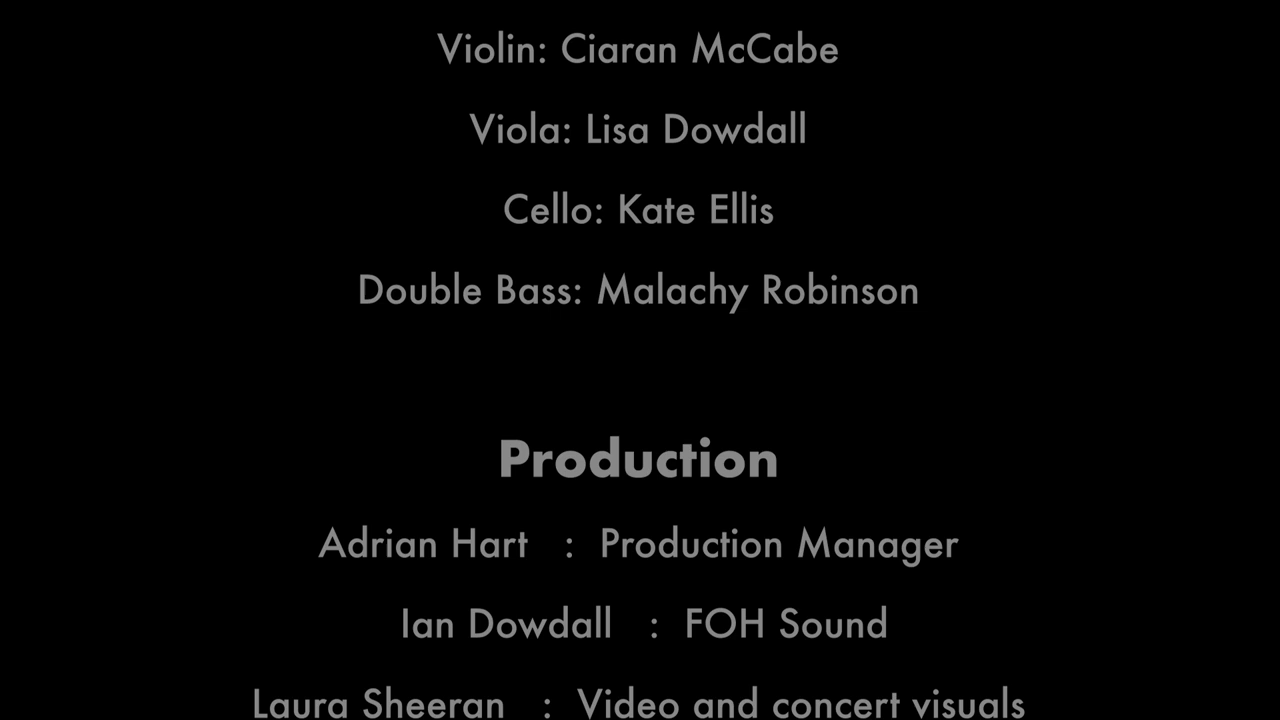 Violin: Ciaran McCabe
Viola: Lisa Dowdall
Cello: Kate Ellis
Double Bass: Malachy Robinson
Production
Adrian Hart : Production Manager
Ian Dowdall : FOH Sound
Laura Sheeran : Video and concert visuals